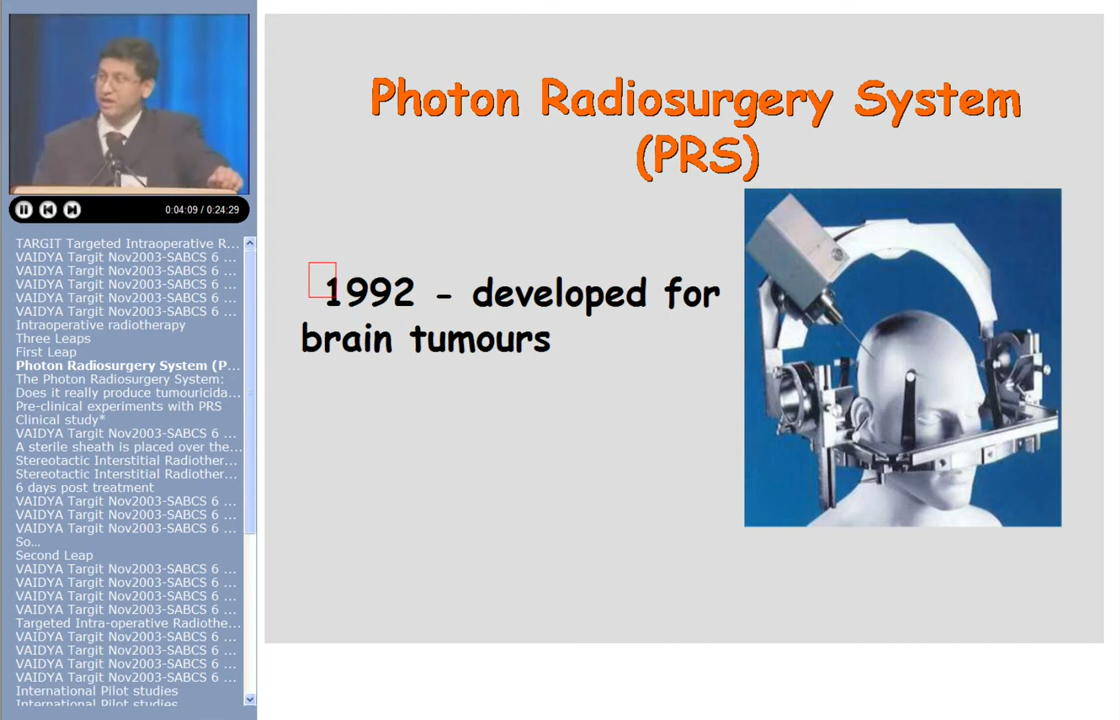 0:04:09 / 0:24:29
TARGIT Targeted Intraoperative R...
VAIDYA Targit Nov2003-SABCS 6 ...
VAIDYA Targit Nov2003-SABCS 6 ...
VAIDYA Targit Nov2003-SABCS 6 ...
VAIDYA Targit Nov2003-SABCS 6 ...
VAIDYA Targit Nov2003-SABCS 6 ...
Intraoperative radiotherapy
Three Leaps
First Leap
Photon Radiosurgery System (P...
The Photon Radiosurgery System:
Does it really produce tumouricida...
Pre-clinical experiments with PRS
Clinical study*
VAIDYA Targit Nov2003-SABCS 6 ...
A sterile sheath is placed over the...
Stereotactic Interstitial Radiother...
Stereotactic Interstitial Radiother...
6 days post treatment
VAIDYA Targit Nov2003-SABCS 6 ...
VAIDYA Targit Nov2003-SABCS 6 ...
VAIDYA Targit Nov2003-SABCS 6 ...
So...
Second Leap
VAIDYA Targit Nov2003-SABCS 6 ...
VAIDYA Targit Nov2003-SABCS 6 ...
VAIDYA Targit Nov2003-SABCS 6 ...
VAIDYA Targit Nov2003-SABCS 6 ...
Targeted Intra-operative Radiothe...
VAIDYA Targit Nov2003-SABCS 6 ...
VAIDYA Targit Nov2003-SABCS 6 ...
VAIDYA Targit Nov2003-SABCS 6 ...
VAIDYA Targit Nov2003-SABCS 6 ...
International Pilot studies
International Pilot studies
Photon Radiosurgery System
(PRS)
1992 - developed for
brain tumours